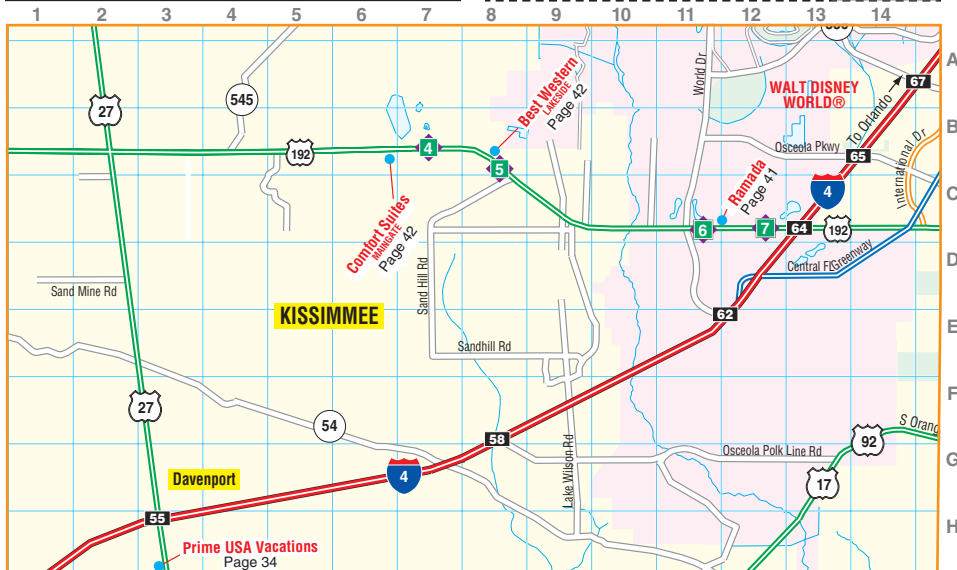 1 2 3 4 5 6 7 8 9 10 11 12 13 14
A
B
C
D
E
F
G
H
27
545
192
4
5
Best Western
LAKESIDE
Page 42
Comfort Suites
MAINGATE
Page 42
World Dr
WALT DISNEY
WORLD®
To Orlando
67
Osceola Pkwy
65
International Dr
4
Ramada
Page 41
6
7
64
192
Central Fl Greenway
62
Sand Mine Rd
KISSIMMEE
Sand Hill Rd
Sandhill Rd
27
54
58
Lake Wilson Rd
Osceola Polk Line Rd
92
S Orang
17
Davenport
4
55
Prime USA Vacations
Page 34